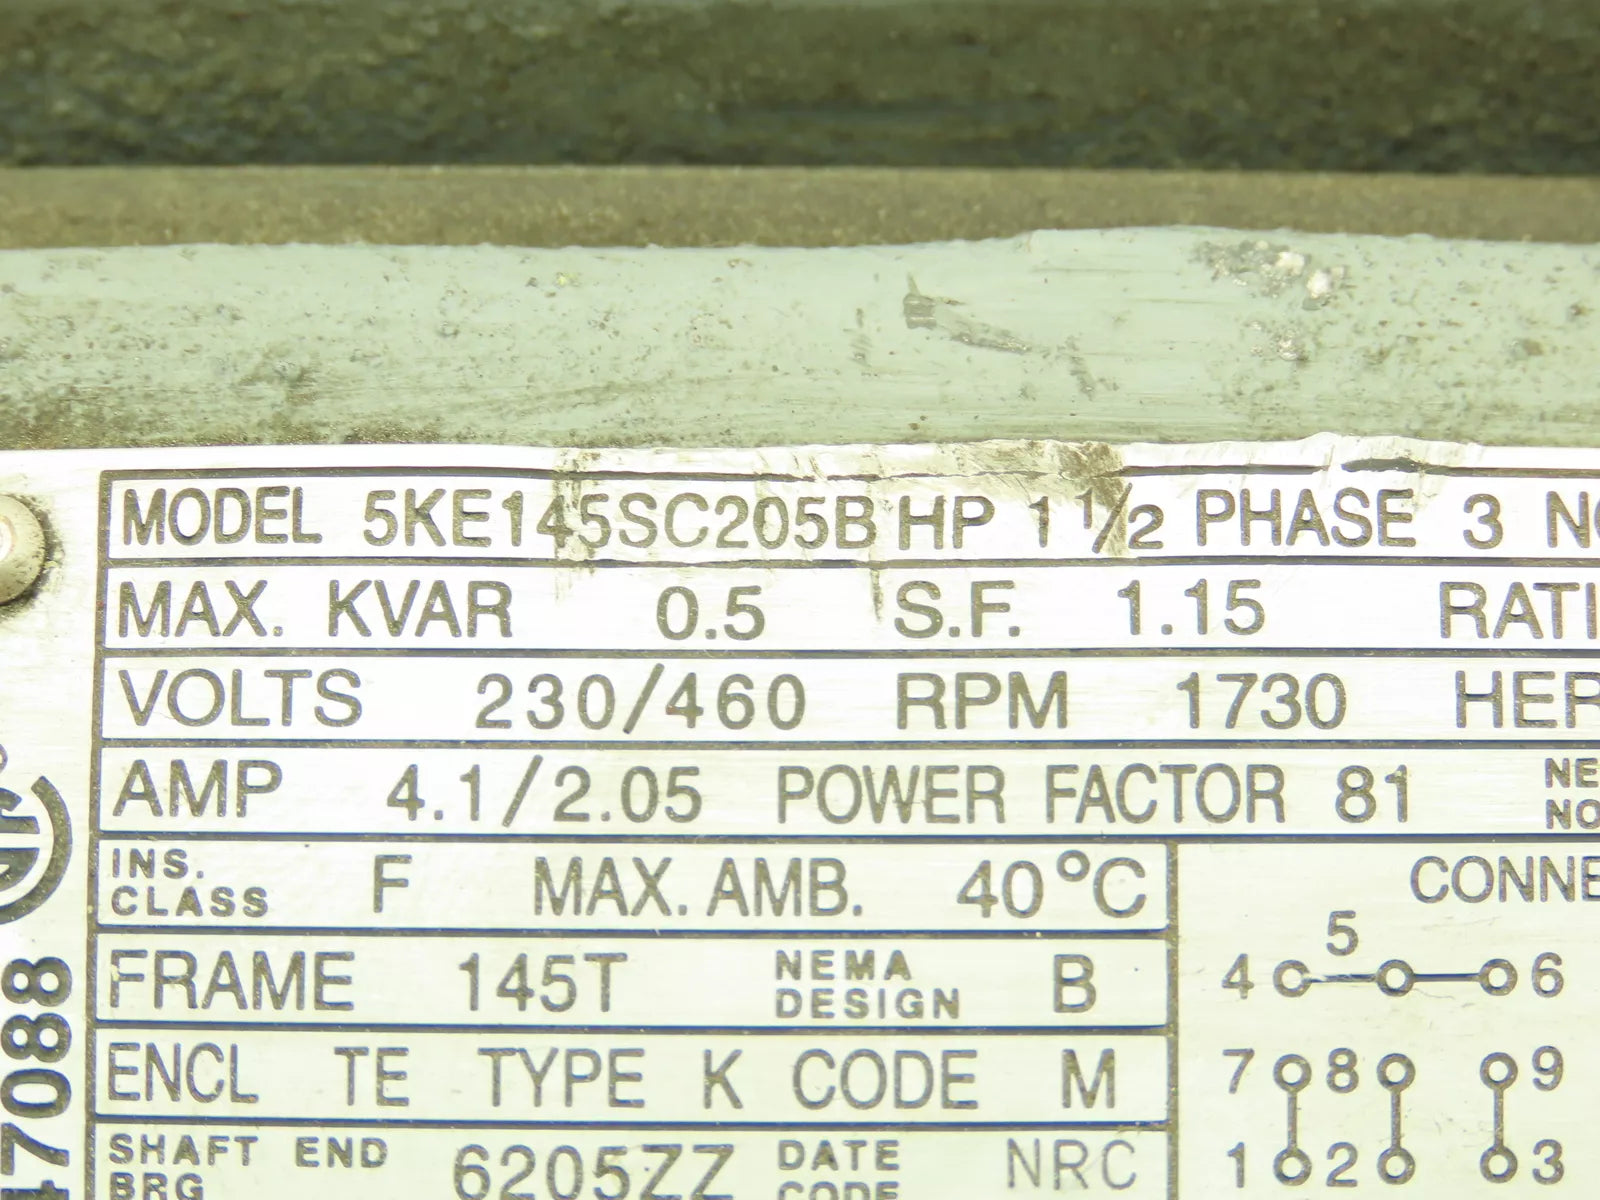 MODEL 5KE145SC205B HP 1 1/2 PHASE 3
MAX. KVAR 0.5 S.F. 1.15
VOLTS 230/460 RPM 1730
AMP 4.1/2.05 POWER FACTOR 81
INS. CLASS F MAX. AMB. 40°C
FRAME 145T NEMA DESIGN B
ENCL TE TYPE K CODE M
SHAFT END BRG 6205ZZ DATE CODE NRC
5
4 6
7 8 9
1 2 3
7088